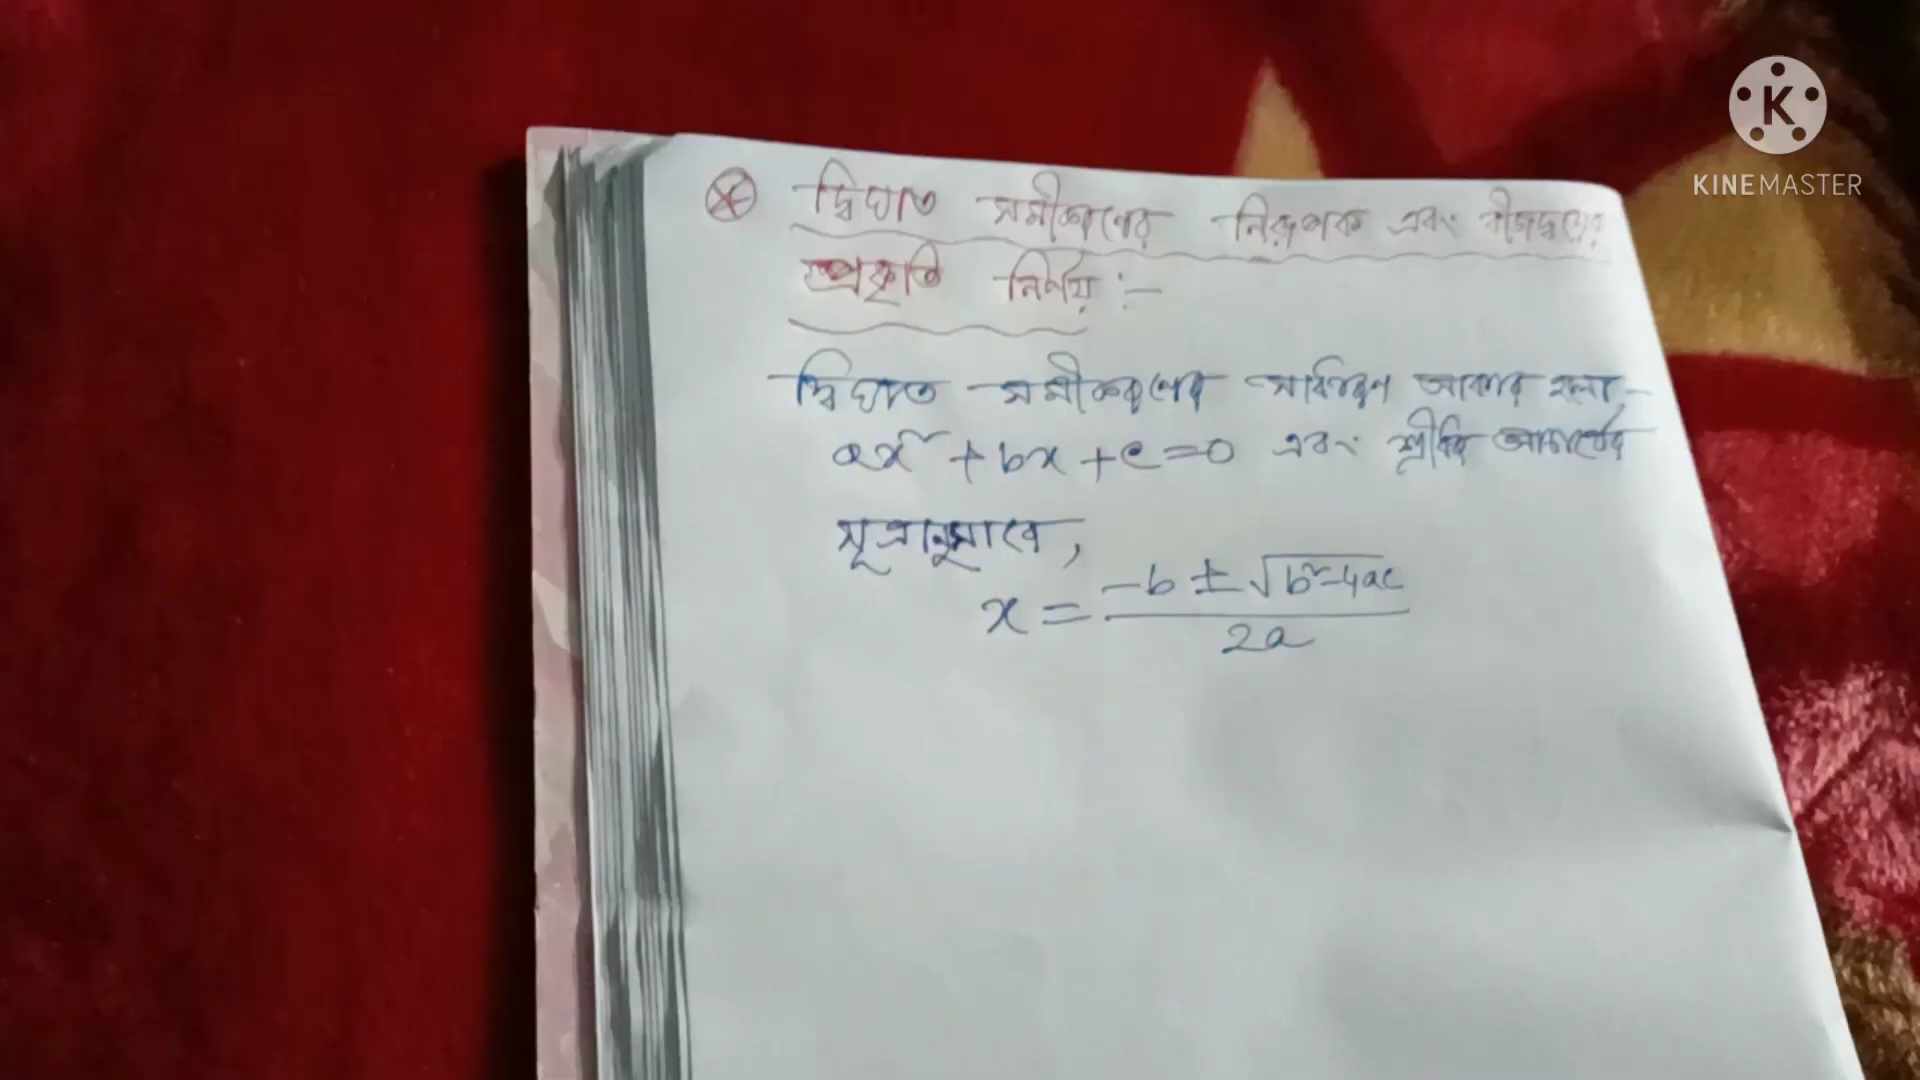 দ্বিঘাত সমীকরণের নিরূপক এবং বীজদ্বয়ের
প্রকৃতি নির্ণয় :-
দ্বিঘাত সমীকরণের সাধারণ আকার হলো-
ax² + bx + c = 0 এবং শ্রীধর আচার্যের
সূত্রানুসারে,
x = (-b ± √(b² - 4ac)) / 2a
K
KINEMASTER